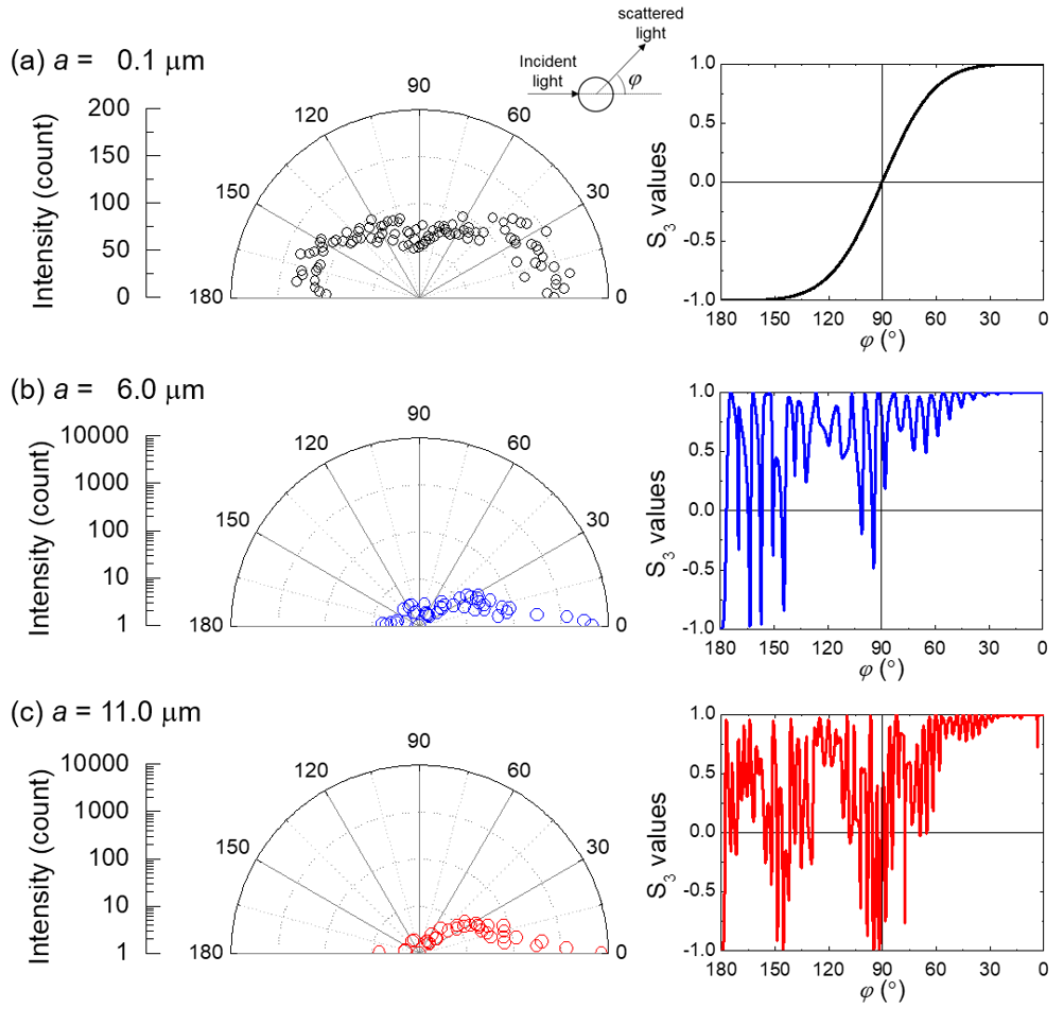 scattered
light
(a) a = 0.1 μm
Incident
light
φ
200
150
100
50
0
Intensity (count)
180
150
120
90
60
30
0
1.0
0.5
0.0
-0.5
-1.0
S3 values
180 150 120 90 60 30 0
φ (°)
(b) a = 6.0 μm
10000
1000
100
10
1
Intensity (count)
180
150
120
90
60
30
0
1.0
0.5
0.0
-0.5
-1.0
S3 values
180 150 120 90 60 30 0
φ (°)
(c) a = 11.0 μm
10000
1000
100
10
1
Intensity (count)
180
150
120
90
60
30
0
1.0
0.5
0.0
-0.5
-1.0
S3 values
180 150 120 90 60 30 0
φ (°)